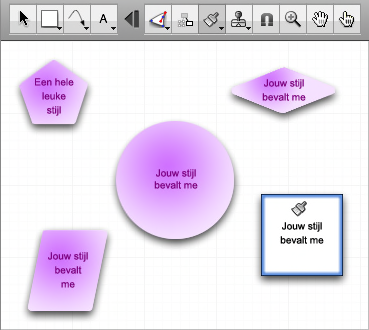 A
Een hele
leuke
stijl
Jouw stijl
bevalt me
Jouw stijl
bevalt me
Jouw stijl
bevalt me
Jouw stijl
bevalt
me